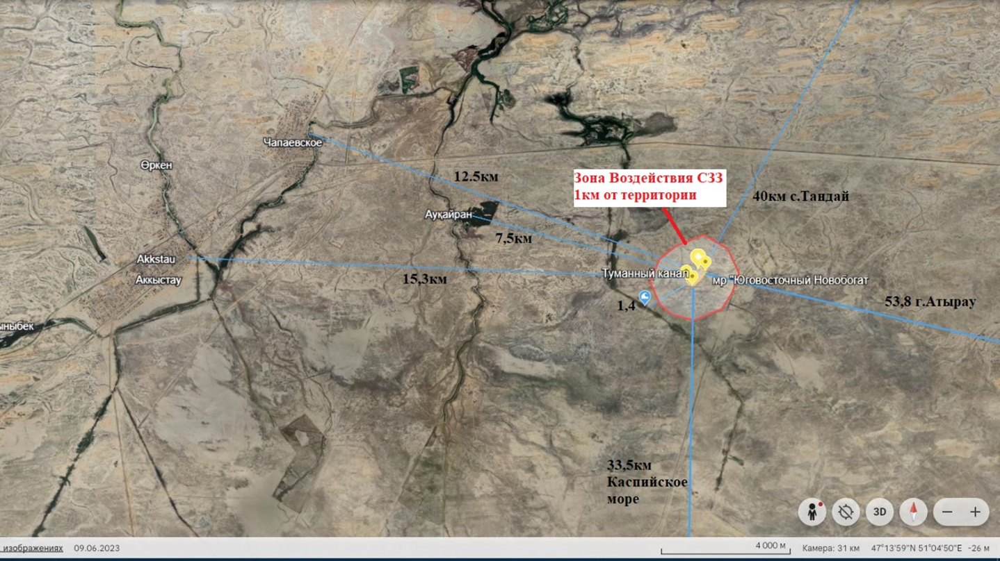 Чапаевское
Өркен
12.5км
Зона Воздействия СЗЗ
1км от территории
40км с.Тандай
Ауқайран
7,5км
Akkstau
Аккыстау
15,3км
Туманный канал
мр "Юговосточный Новобогат
1,4
53,8 г.Атырау
ыныбек
33,5км
Каспийское
море
3D
изображениях
09.06.2023
4 000 м
Камера: 31 км
47°13'59"N 51°04'50"E
-26 м